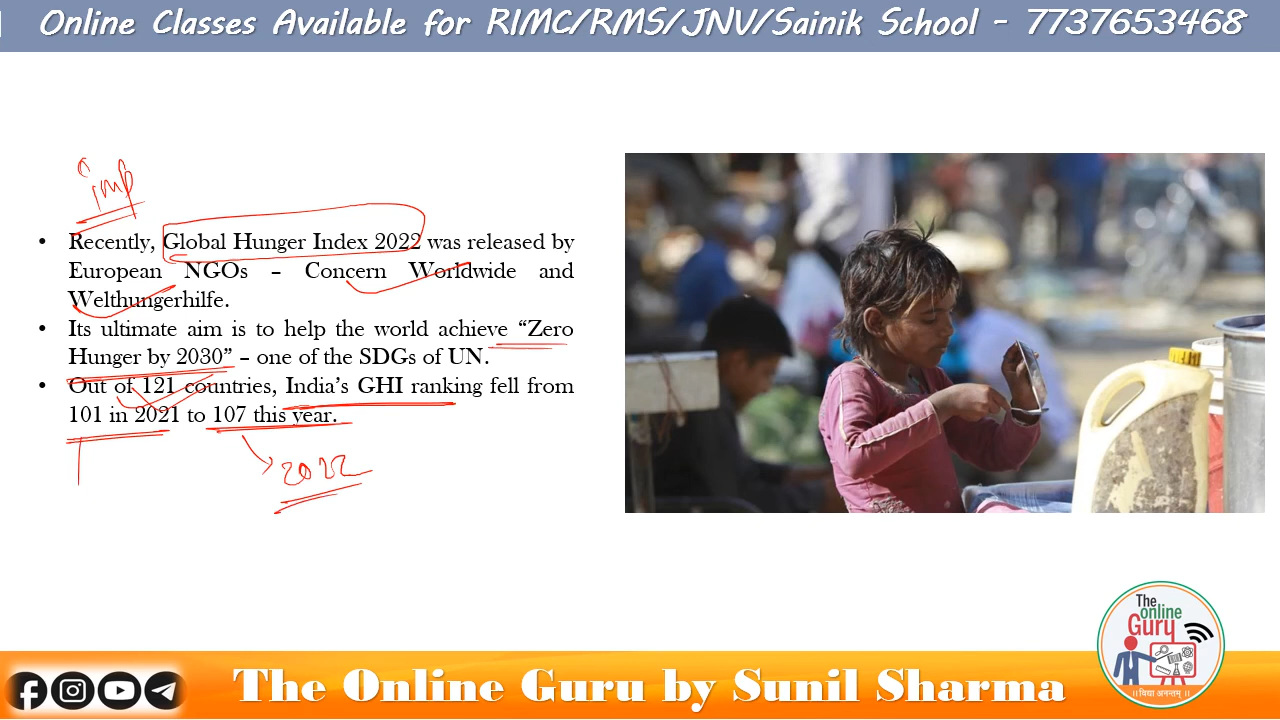 Online Classes Available for RIMC/RMS/JNV/Sainik School - 7737653468
imp
• Recently, Global Hunger Index 2022 was released by
European NGOs – Concern Worldwide and
Welthungerhilfe.
• Its ultimate aim is to help the world achieve “Zero
Hunger by 2030” – one of the SDGs of UN.
• Out of 121 countries, India’s GHI ranking fell from
101 in 2021 to 107 this year.
2022
The
online
Guru
।। विद्या अनन्तम् ।।
The Online Guru by Sunil Sharma